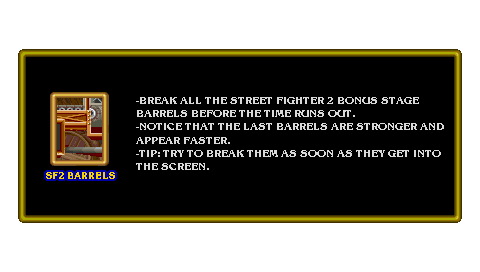 -BREAK ALL THE STREET FIGHTER 2 BONUS STAGE
BARRELS BEFORE THE TIME RUNS OUT.
-NOTICE THAT THE LAST BARRELS ARE STRONGER AND
APPEAR FASTER.
-TIP: TRY TO BREAK THEM AS SOON AS THEY GET INTO
THE SCREEN.
SF2 BARRELS